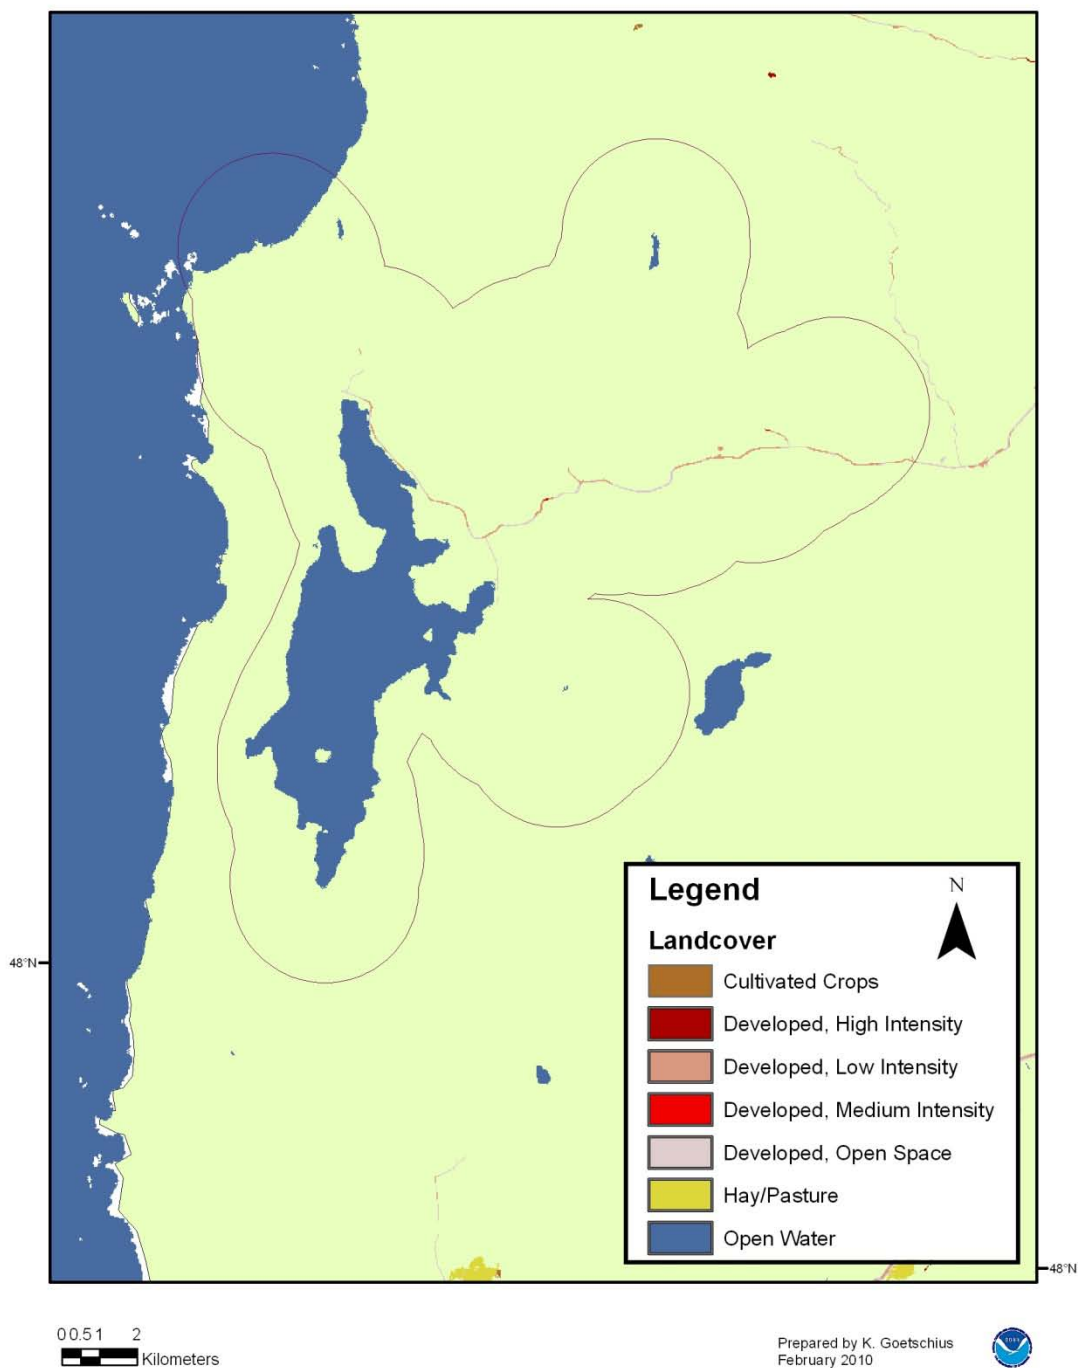 48°N
Legend
N
Landcover
Cultivated Crops
Developed, High Intensity
Developed, Low Intensity
Developed, Medium Intensity
Developed, Open Space
Hay/Pasture
Open Water
48°N
0 0.5 1 2
Kilometers
Prepared by K. Goetschius
February 2010